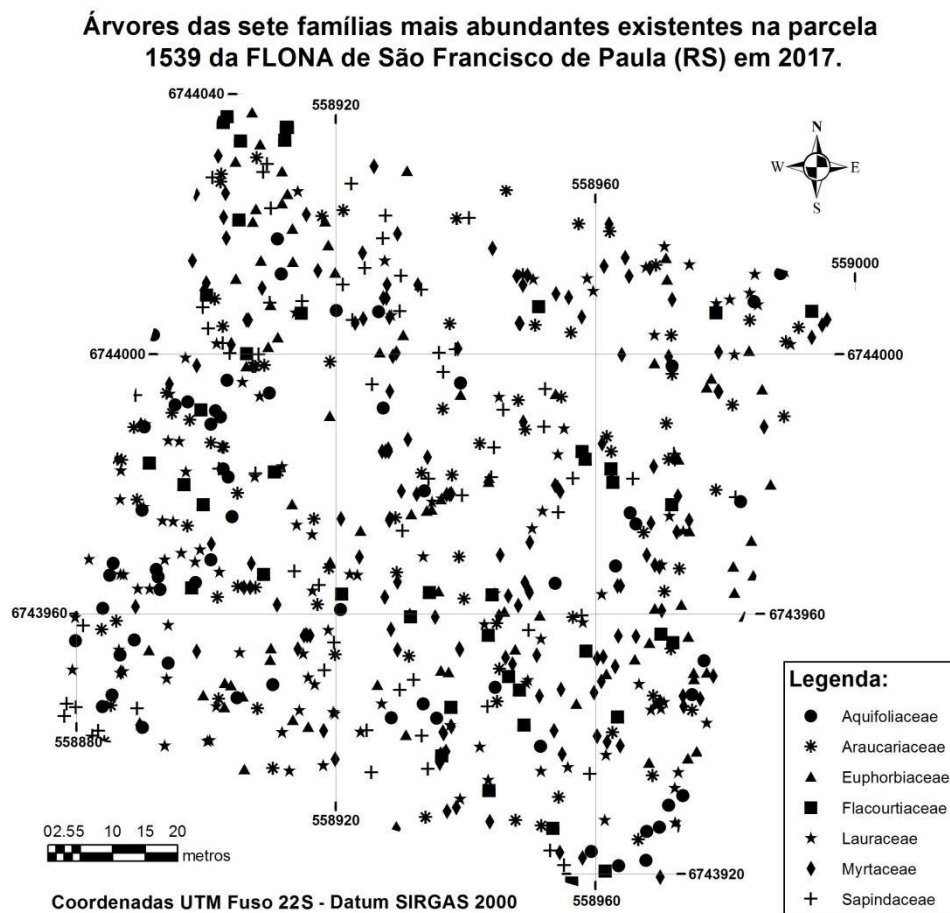 Árvores das sete famílias mais abundantes existentes na parcela
1539 da FLONA de São Francisco de Paula (RS) em 2017.
6744040
558920
N
W E
S
558960
559000
6744000
6744000
6743960
6743960
558880
558920
6743920
558960
Legenda:
Aquifoliaceae
Araucariaceae
Euphorbiaceae
Flacourtiaceae
Lauraceae
Myrtaceae
Sapindaceae
02.55 10 15 20
metros
Coordenadas UTM Fuso 22S - Datum SIRGAS 2000